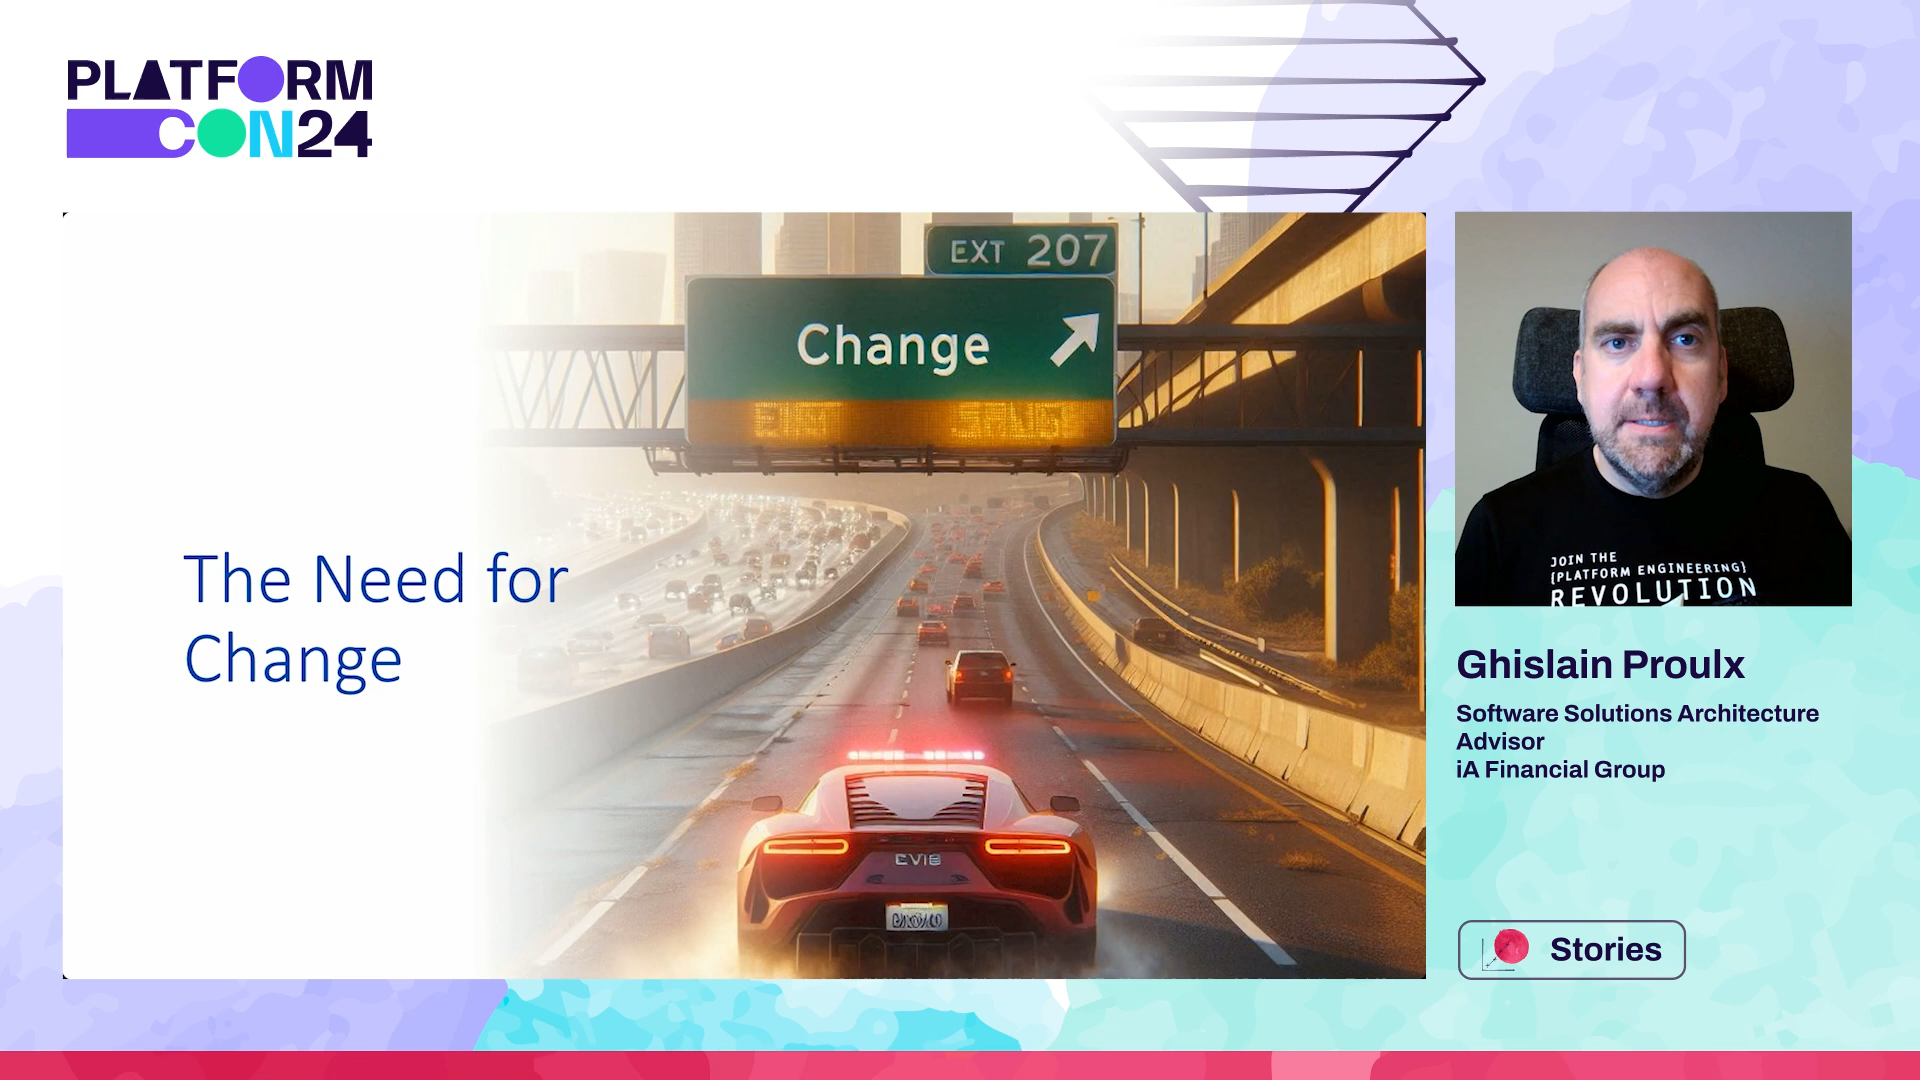 PLATFORM
CON24
EXT 207
Change
The Need for
Change
JOIN THE
{PLATFORM ENGINEERING}
REVOLUTION
Ghislain Proulx
Software Solutions Architecture
Advisor
iA Financial Group
Stories